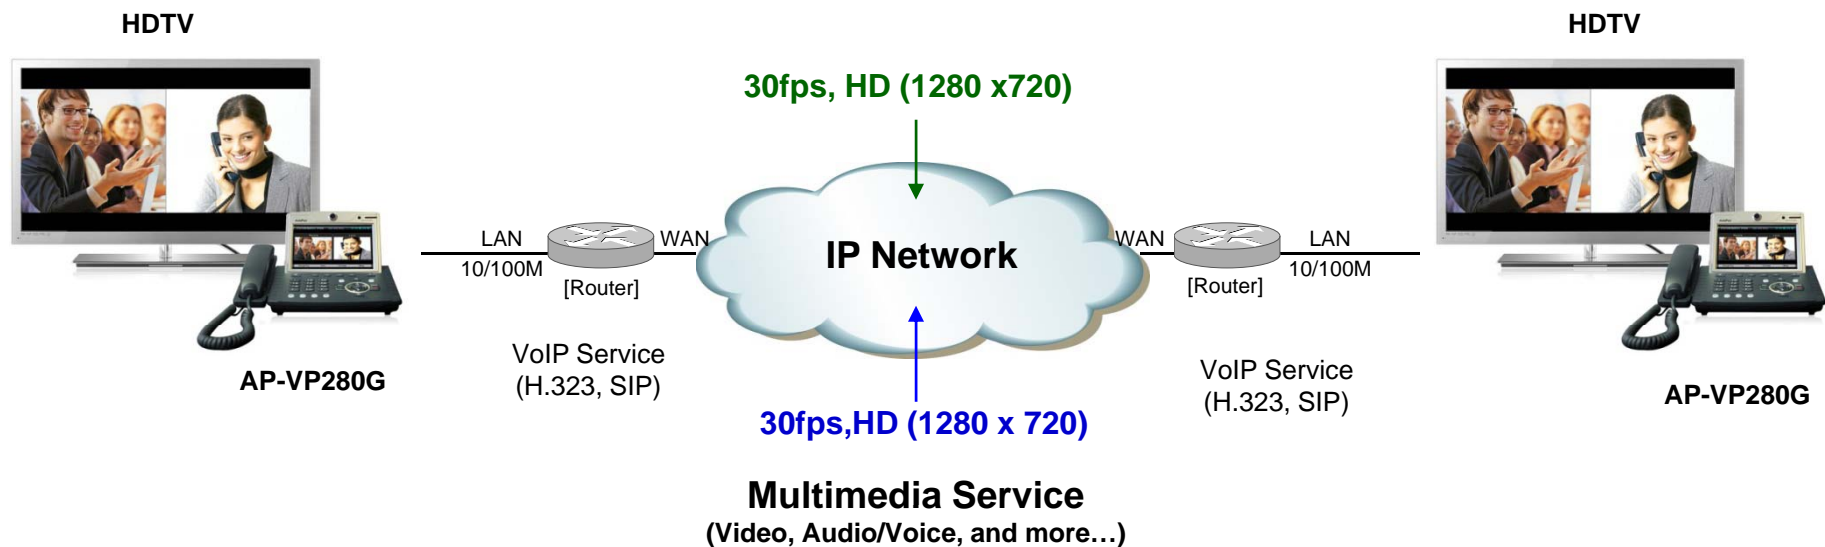 HDTV
HDTV
30fps, HD (1280 x720)
LAN
WAN
IP Network
WAN
LAN
10/100M
10/100M
[Router]
[Router]
VoIP Service
(H.323, SIP)
VoIP Service
(H.323, SIP)
AP-VP280G
AP-VP280G
30fps,HD (1280 x 720)
Multimedia Service
(Video, Audio/Voice, and more…)